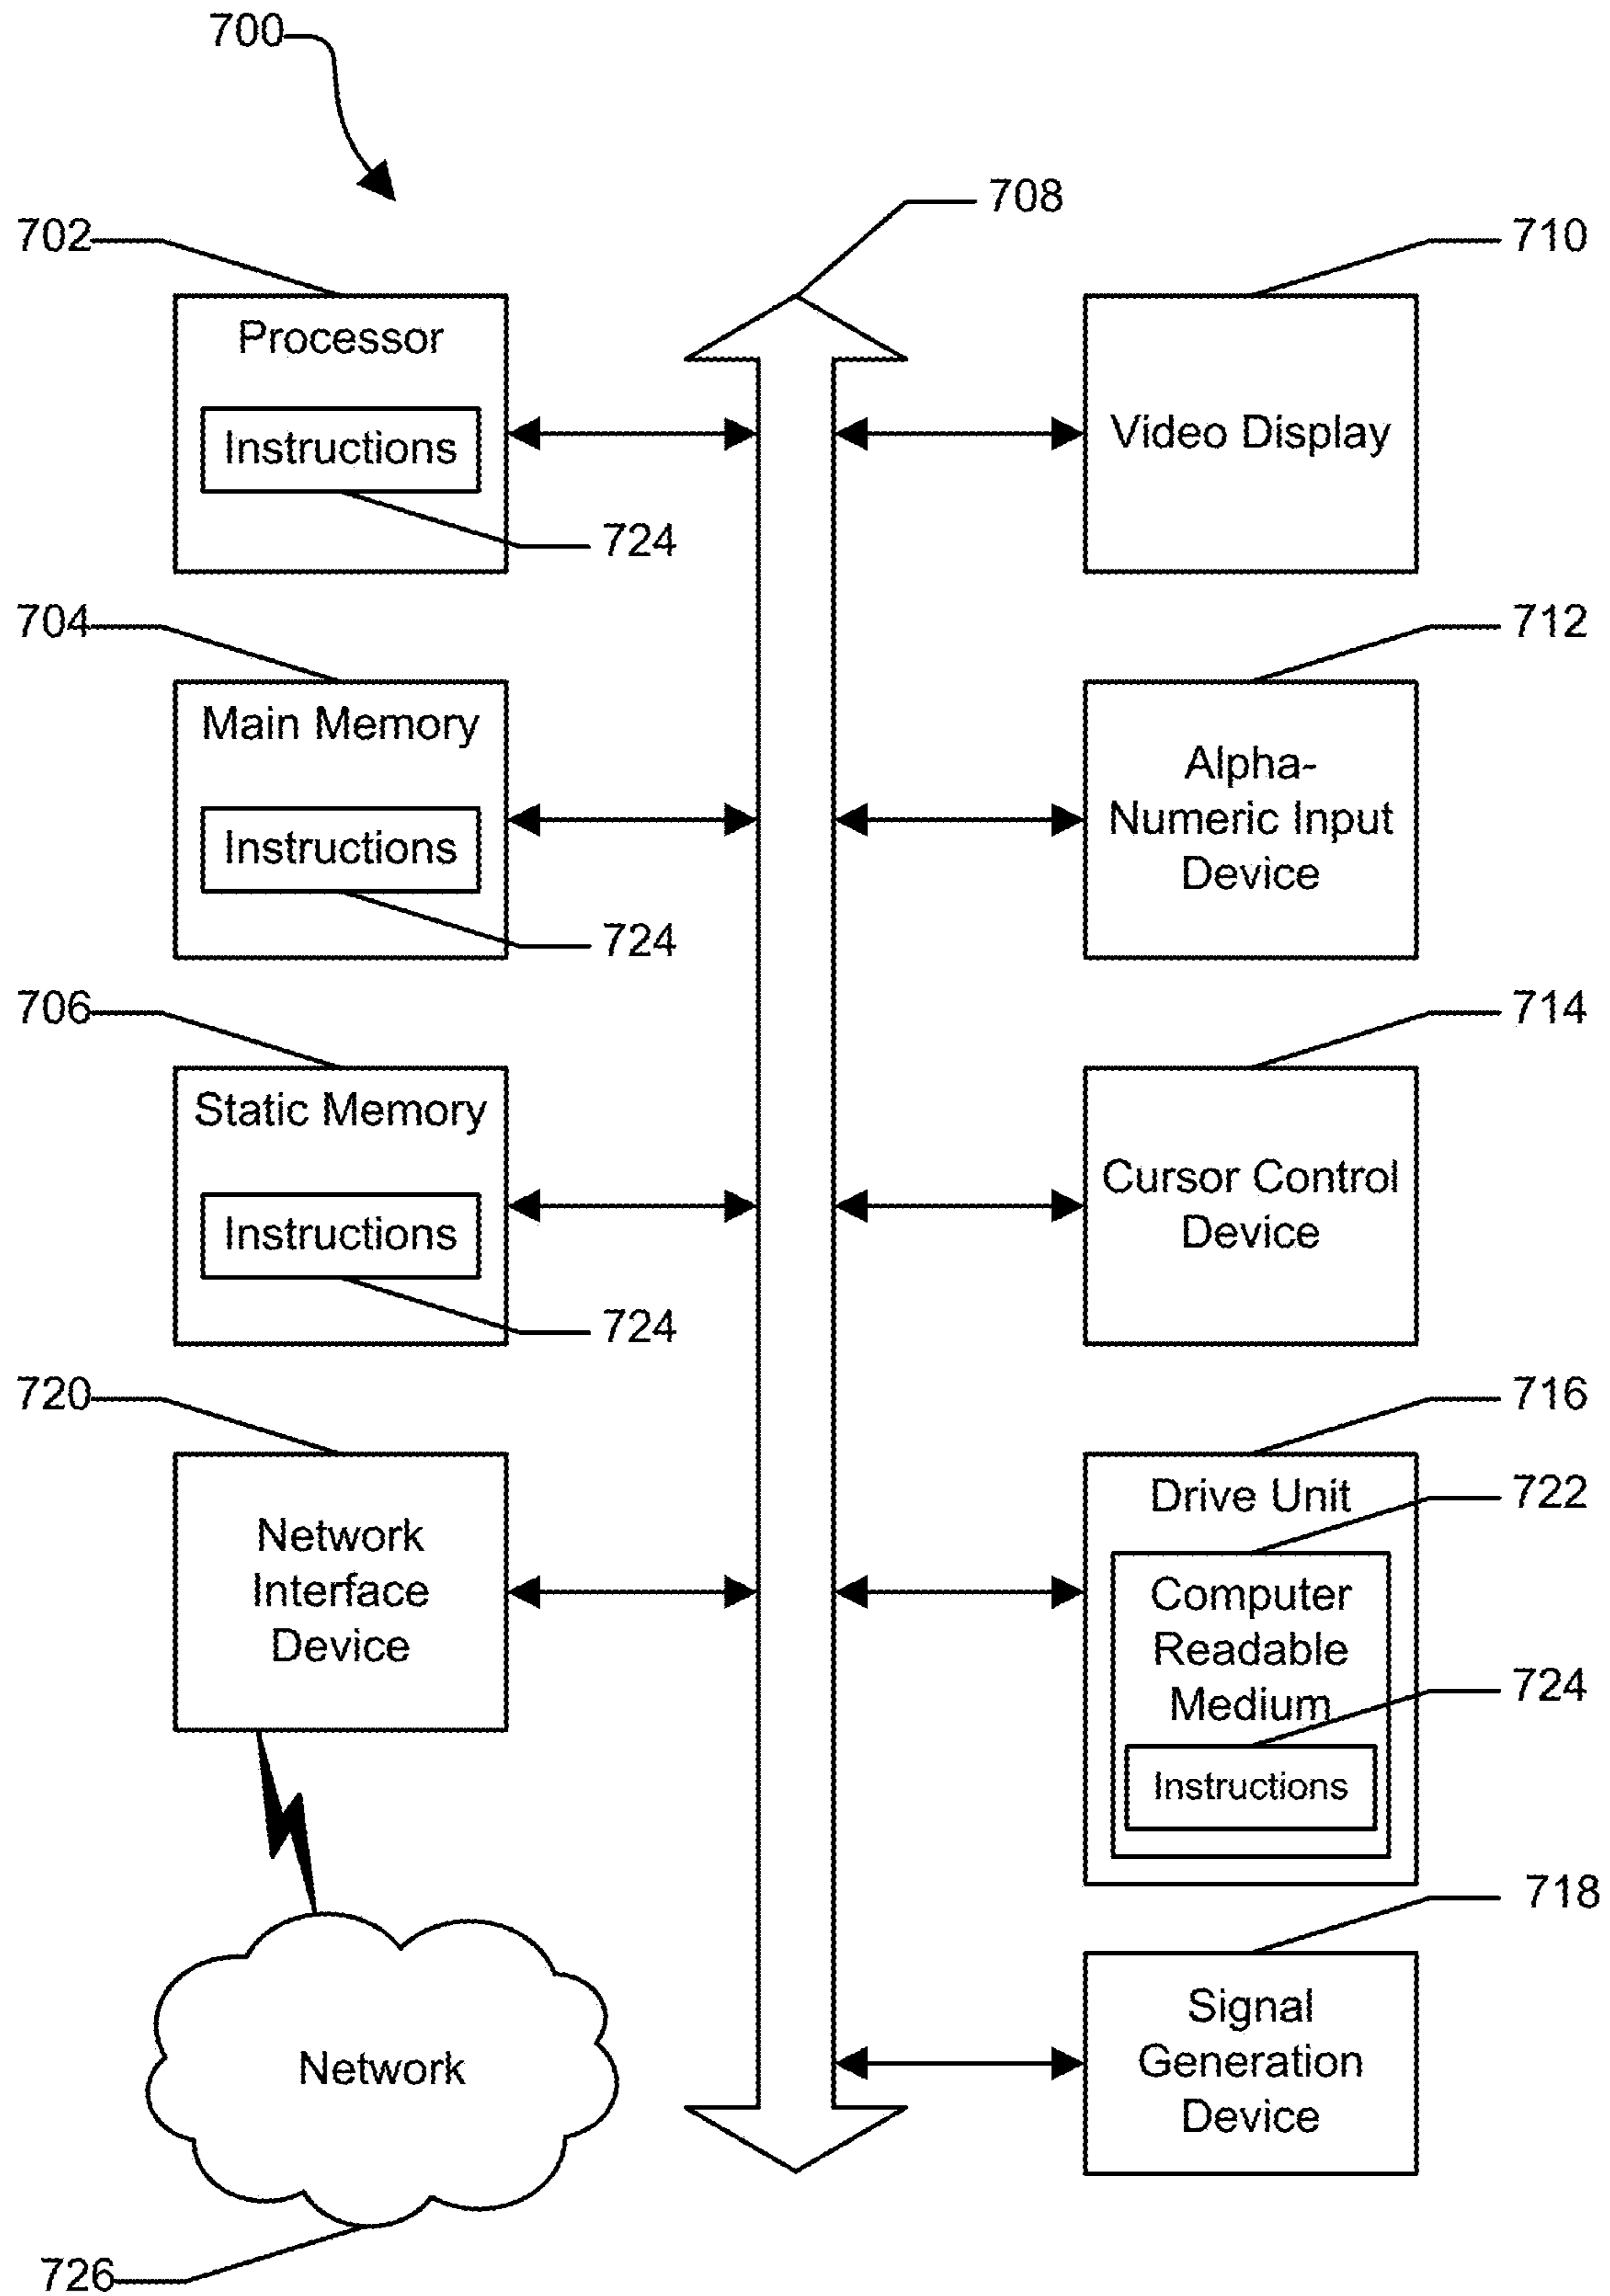 700
708
702
710
Processor
Instructions
724
Video Display
704
712
Main Memory
Instructions
724
Alpha-
Numeric Input
Device
706
714
Static Memory
Instructions
724
Cursor Control
Device
720
716
Network
Interface
Device
Drive Unit
722
Computer
Readable
Medium
724
Instructions
718
Signal
Generation
Device
Network
726